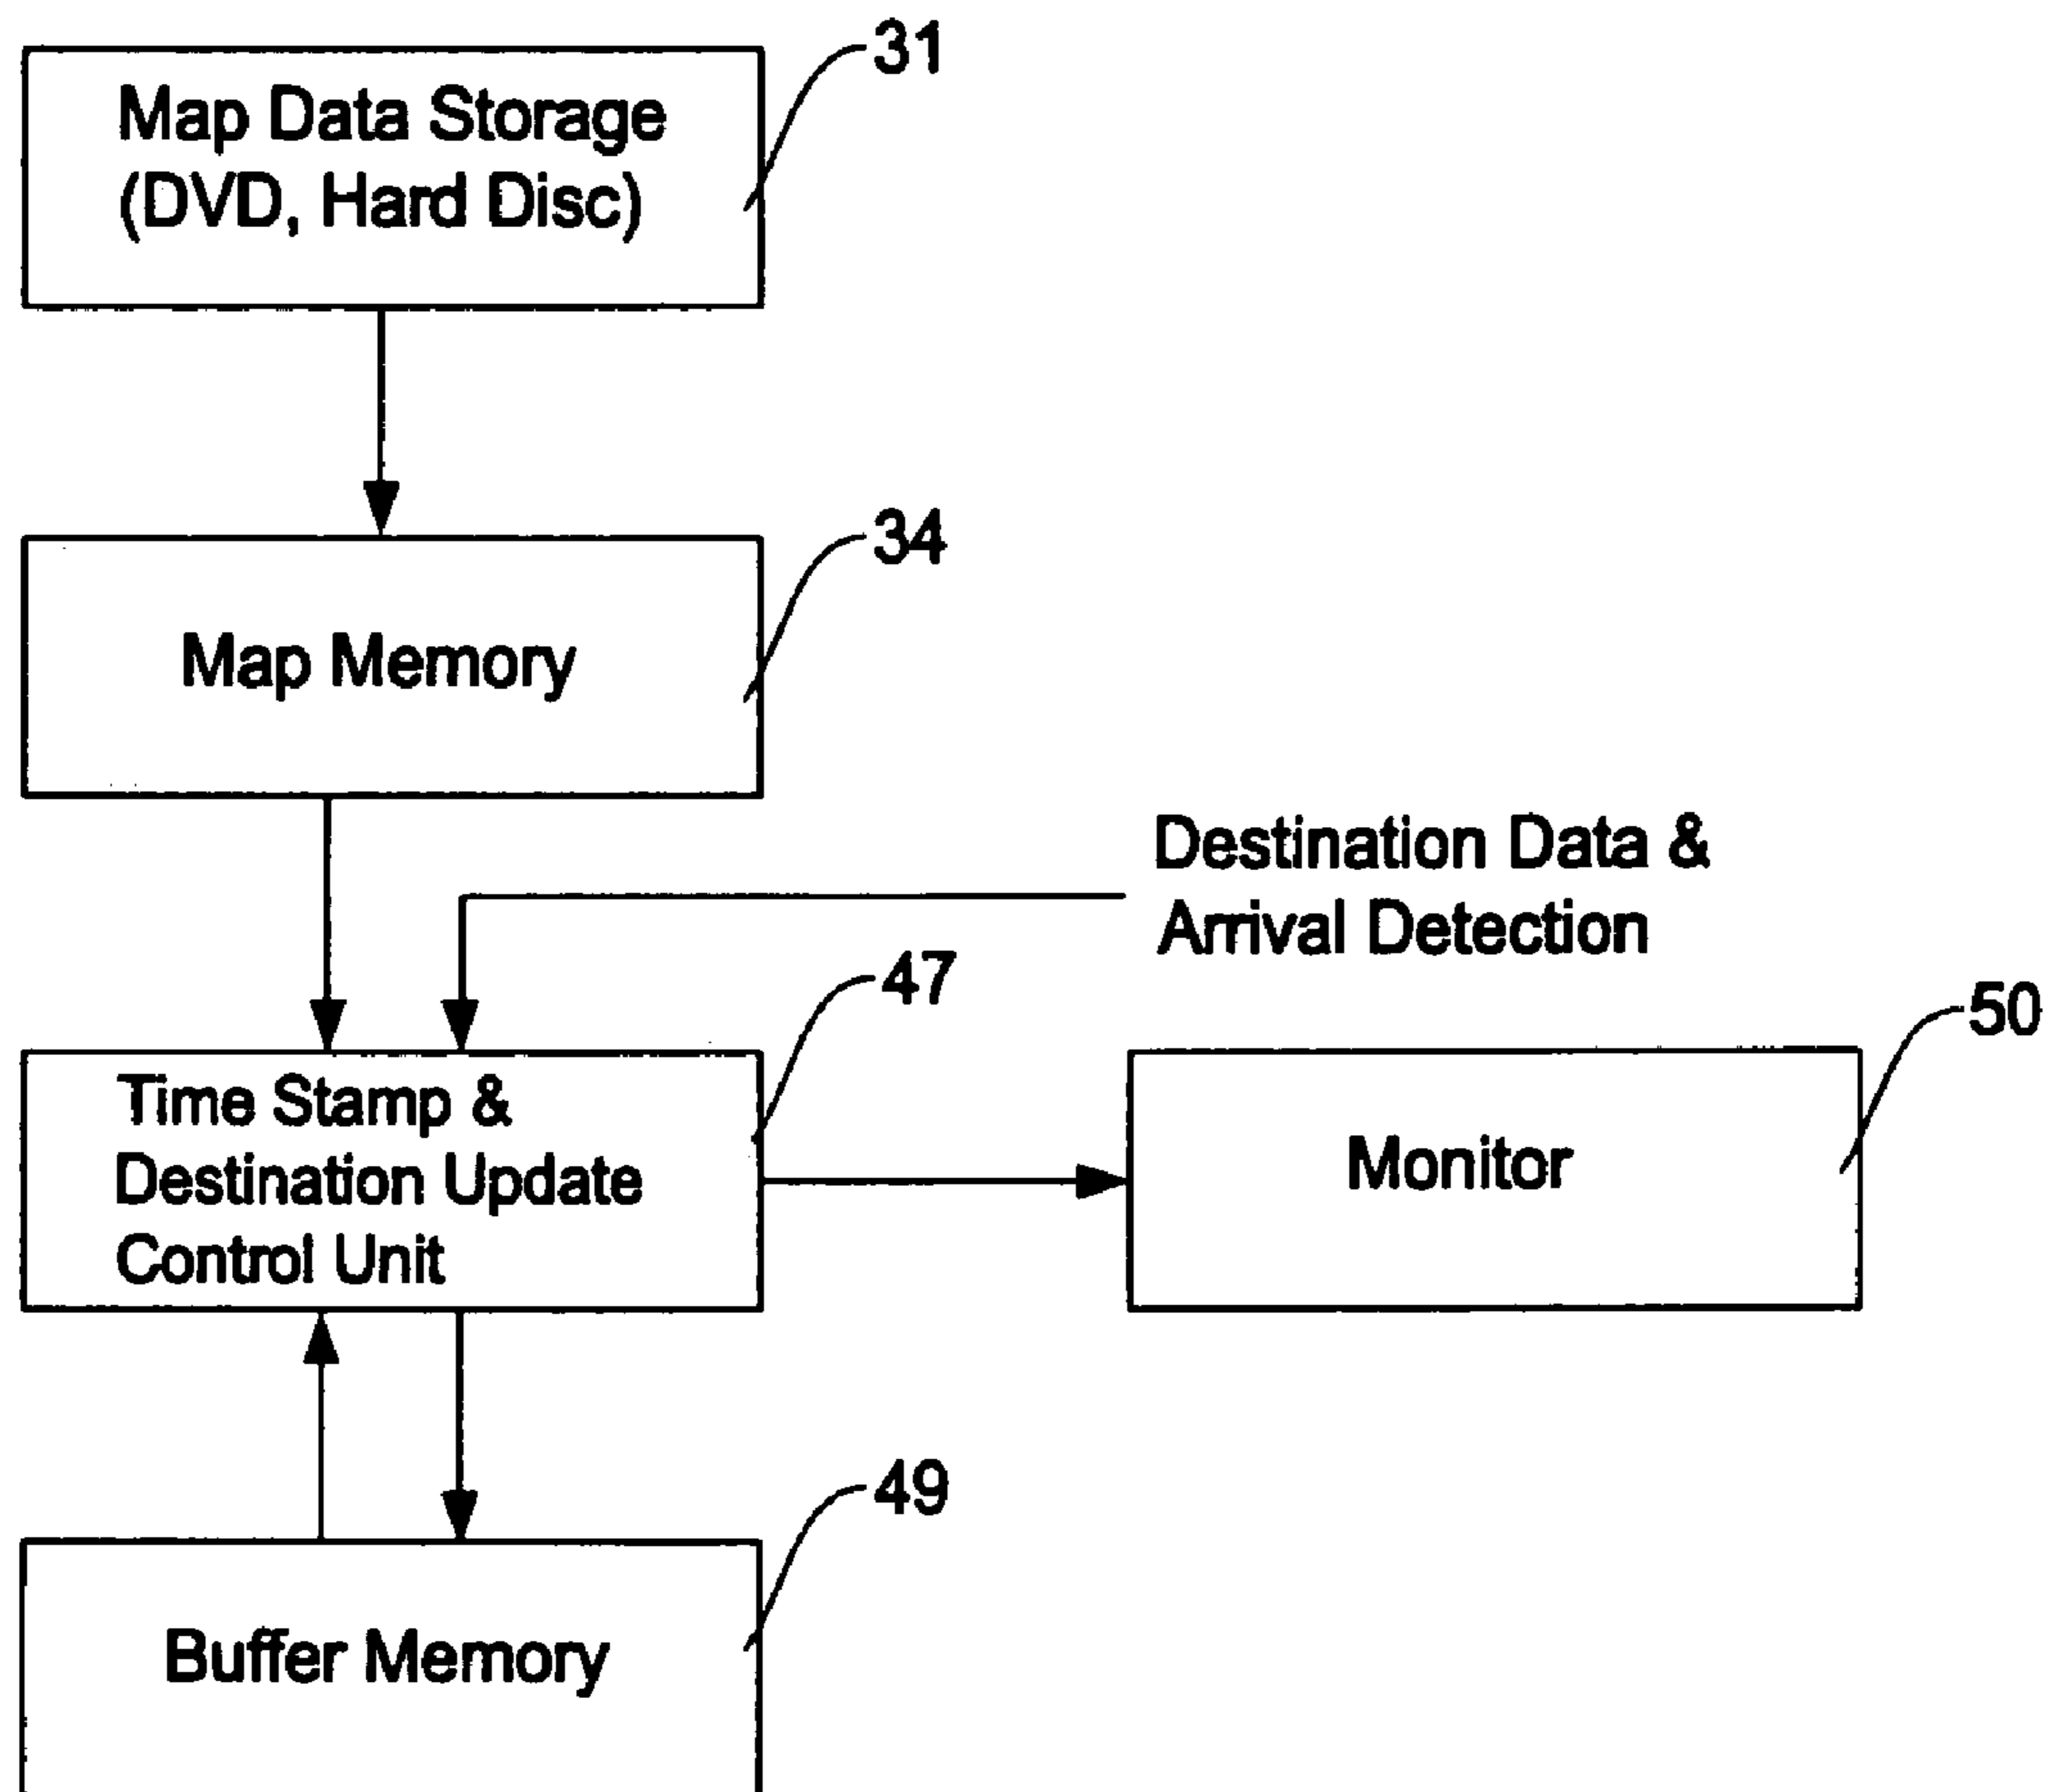 31
Map Data Storage
(DVD, Hard Disc)
34
Map Memory
Destination Data &
Arrival Detection
47
50
Time Stamp &
Destination Update
Control Unit
Monitor
49
Buffer Memory